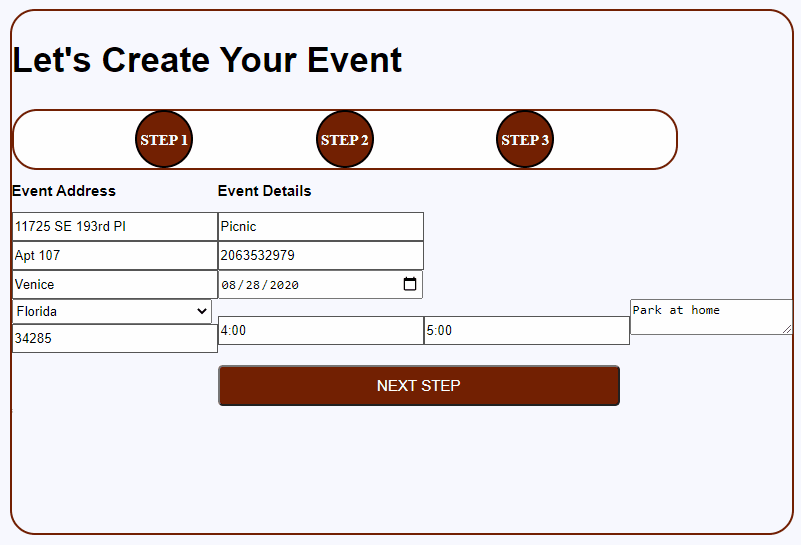 Let's Create Your Event
STEP 1 STEP 2 STEP 3
Event Address Event Details
11725 SE 193rd Pl Picnic
Apt 107 2063532979
Venice 08/28/2020
Florida Park at home
34285 4:00 5:00
NEXT STEP